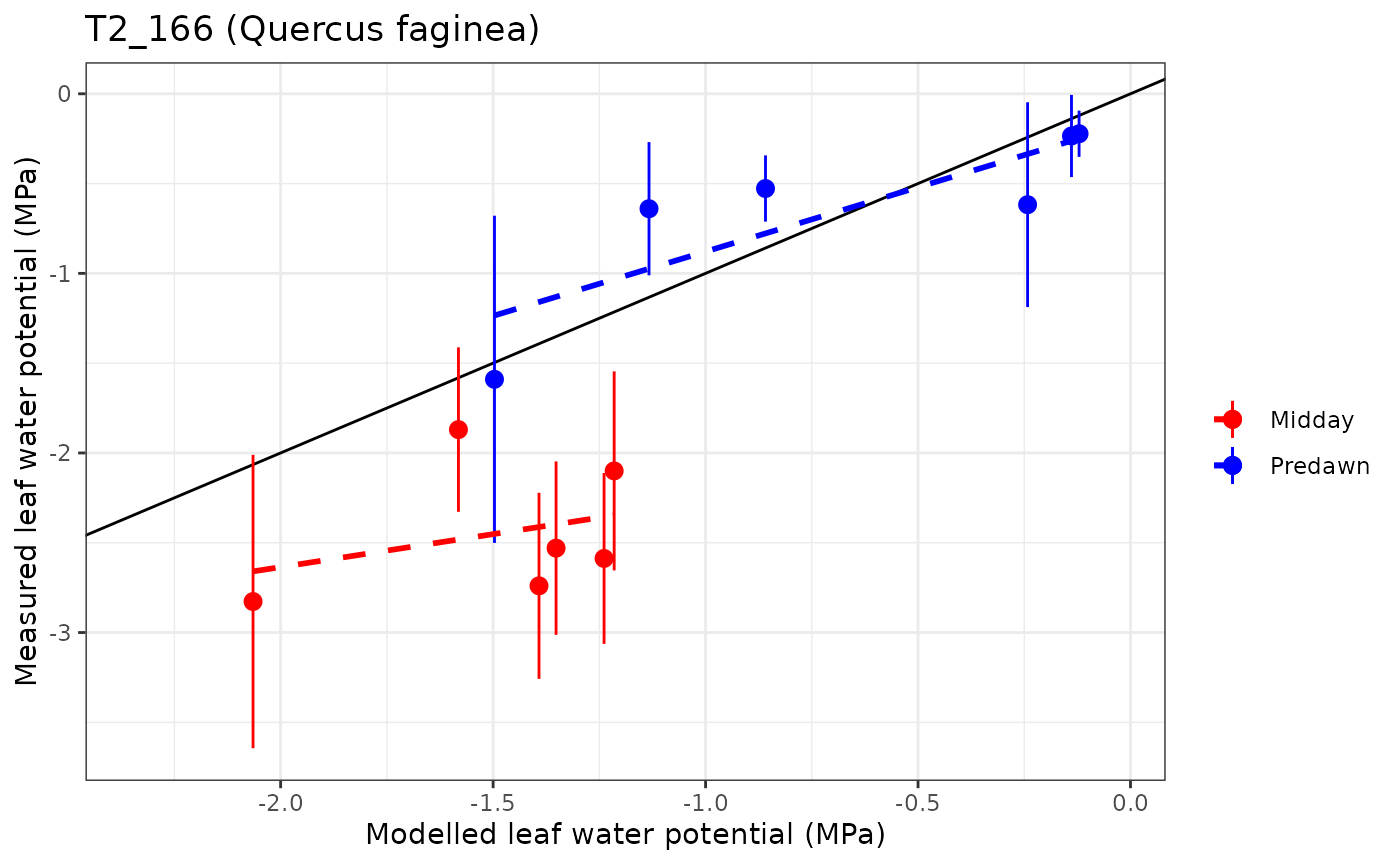 T2_166 (Quercus faginea)
Measured leaf water potential (MPa)
0
-1
-2
-3
-2.0
-1.5
-1.0
-0.5
0.0
Modelled leaf water potential (MPa)
Midday
Predawn